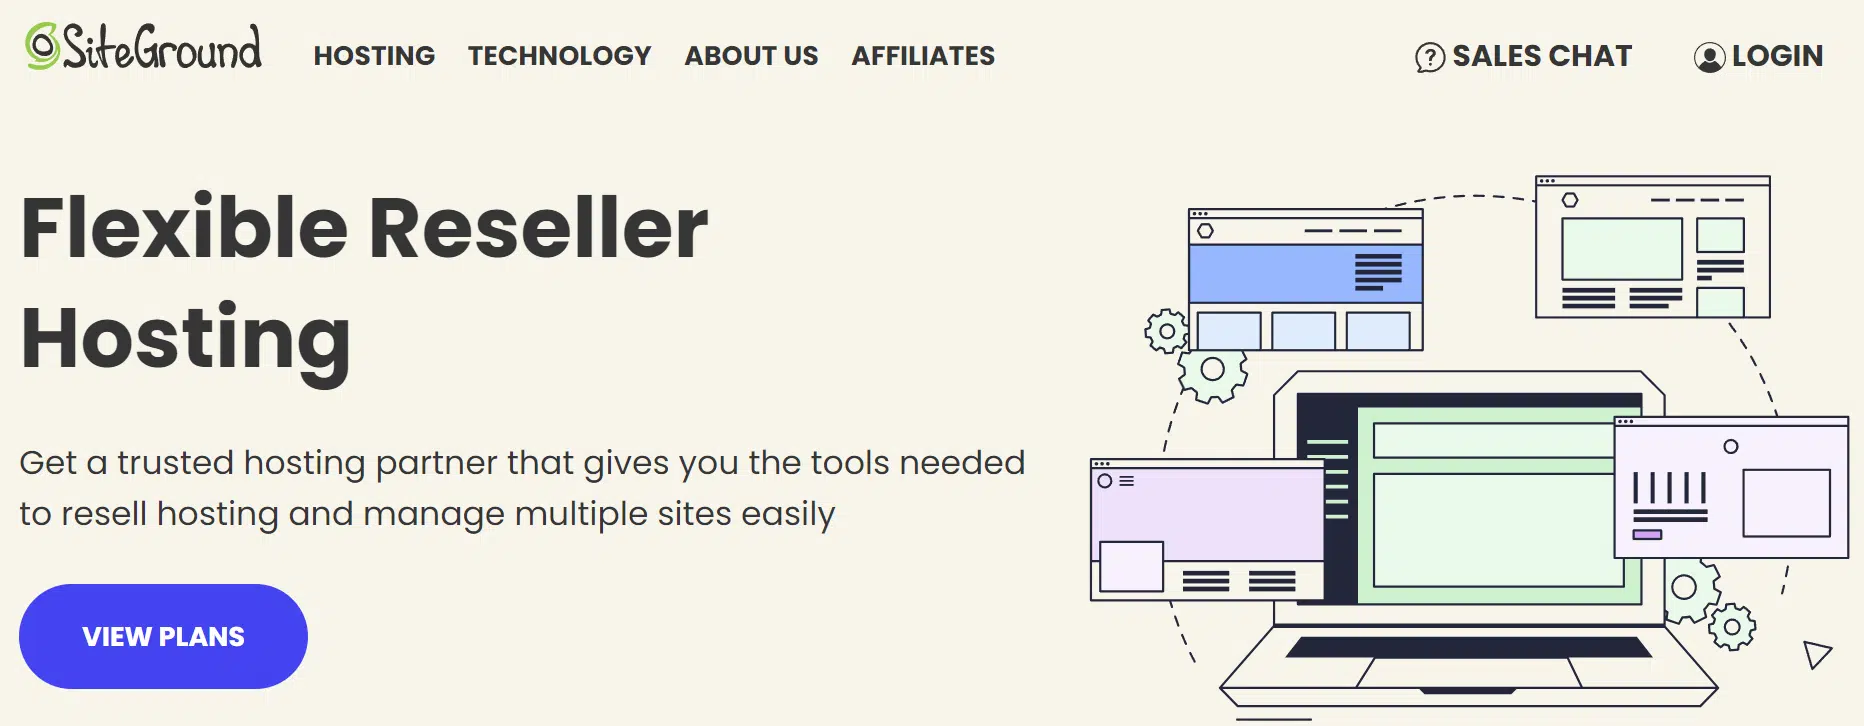 SiteGround HOSTING TECHNOLOGY ABOUT US AFFILIATES SALES CHAT LOGIN
Flexible Reseller
Hosting
Get a trusted hosting partner that gives you the tools needed
to resell hosting and manage multiple sites easily
VIEW PLANS